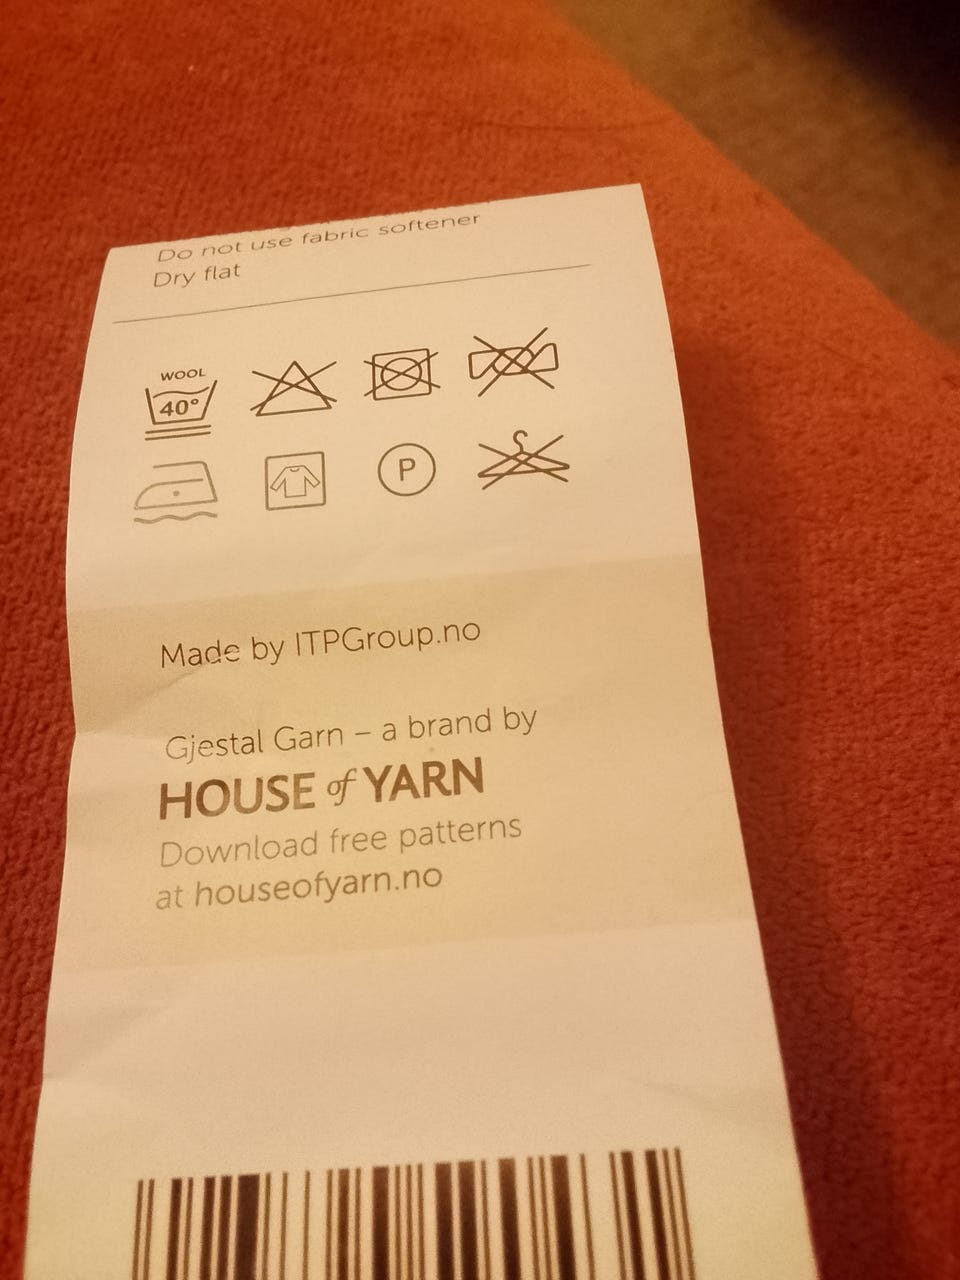 Do not use fabric softener
Dry flat
WOOL
40°
P
Made by ITPGroup.no
Gjestal Garn – a brand by
HOUSE of YARN
Download free patterns
at houseofyarn.no